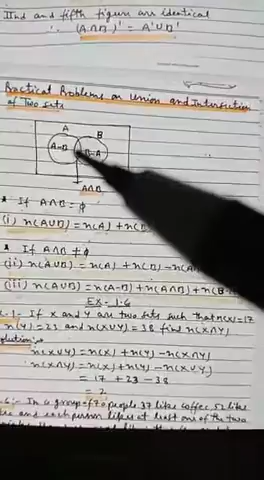 IInd and fifth figure are identical
∴ (A∩B)' = A'∪B'
Practical Problems on Union and Intersection
of Two sets
A B
A-B B-A
A∩B
* If A∩B = ϕ
(i) n(A∪B) = n(A) + n(B)
* If A∩B ≠ ϕ
(ii) n(A∪B) = n(A) + n(B) - n(A∩
(iii) n(A∪B) = n(A-B) + n(A∩B) + n(B-
EX - 1.6
1:- If X and Y are two sets such that n(X)=17
n(Y) = 23 and n(X∪Y) = 38 find n(X∩Y)
solution:-
n(X∪Y) = n(X) + n(Y) - n(X∩Y)
n(X∩Y) = n(X) + n(Y) - n(X∪Y)
= 17 + 23 - 38
= 2
6:- In a group of 70 people 37 like coffee, 52 like
tea and each person likes at least one of the two